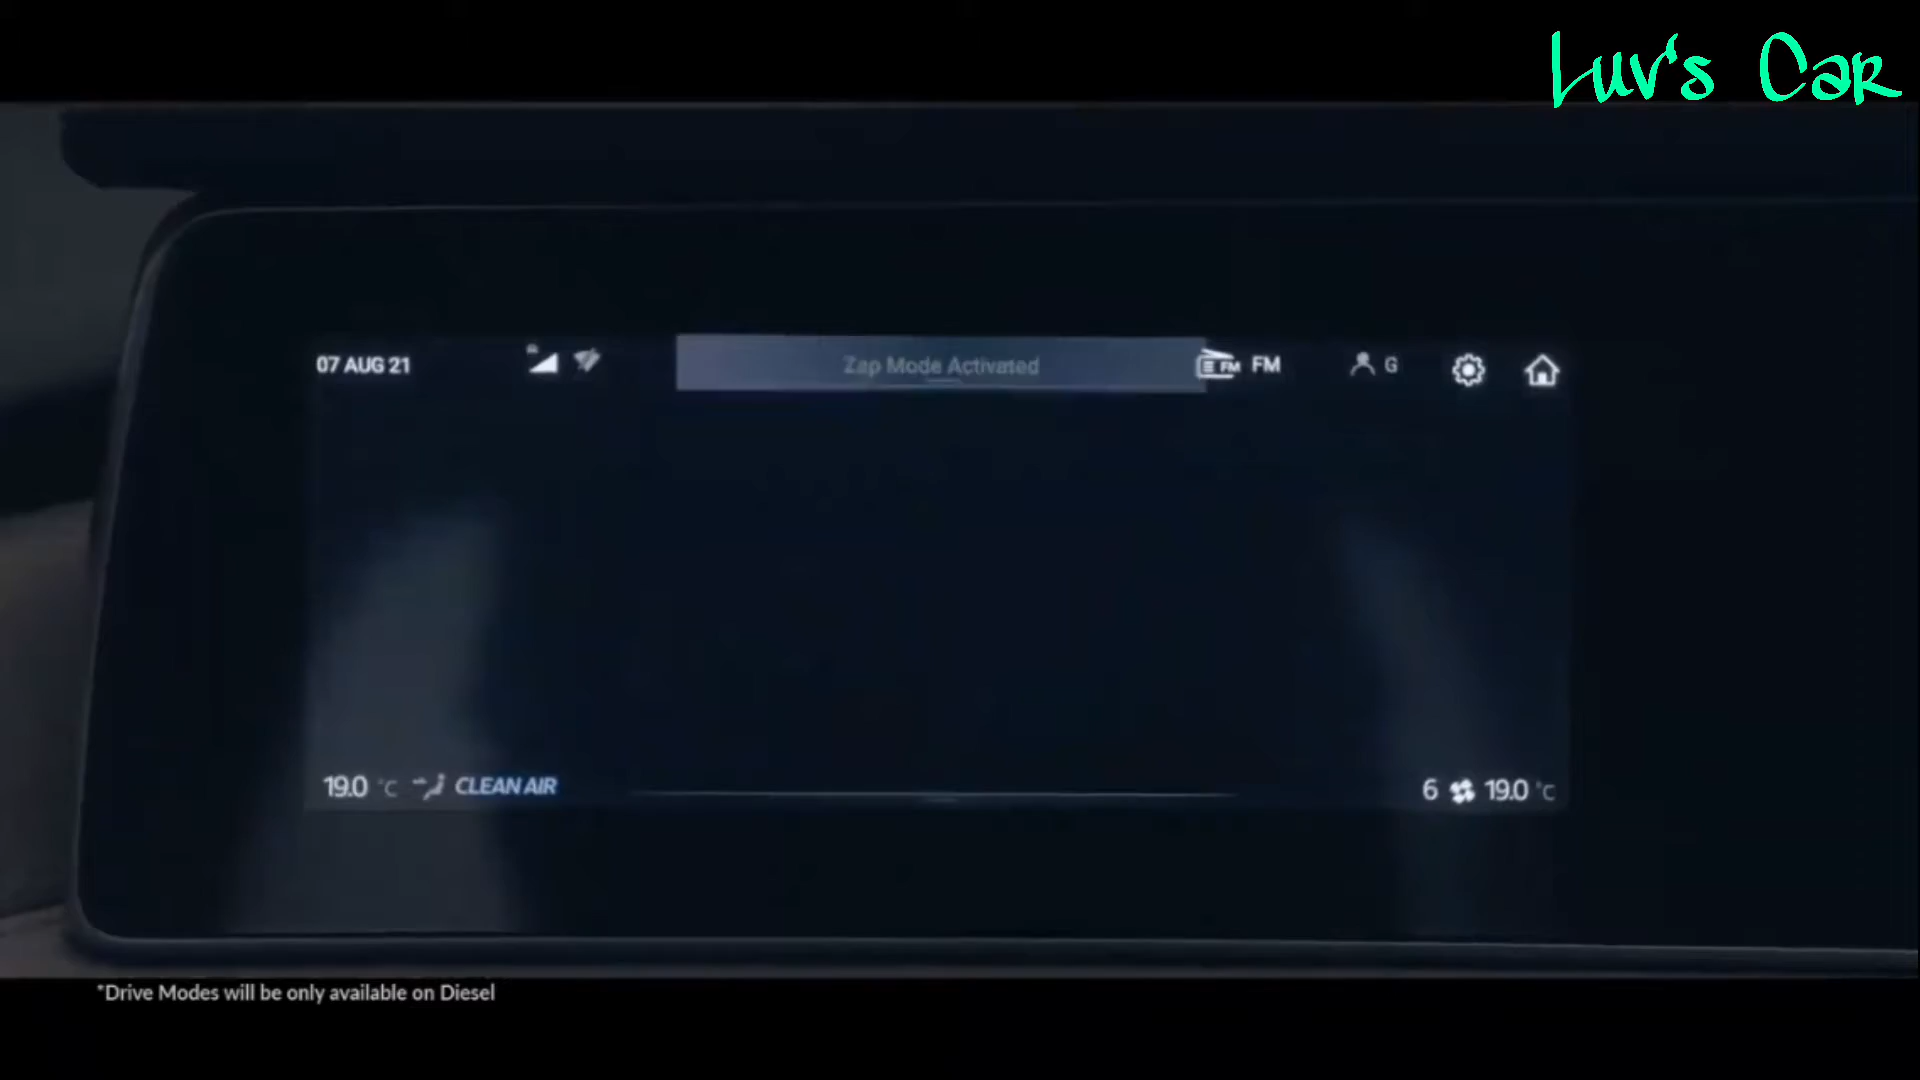 Luv's Car
07 AUG 21
Zap Mode Activated
FM FM
G
19.0 °C CLEAN AIR
6 19.0 °C
*Drive Modes will be only available on Diesel